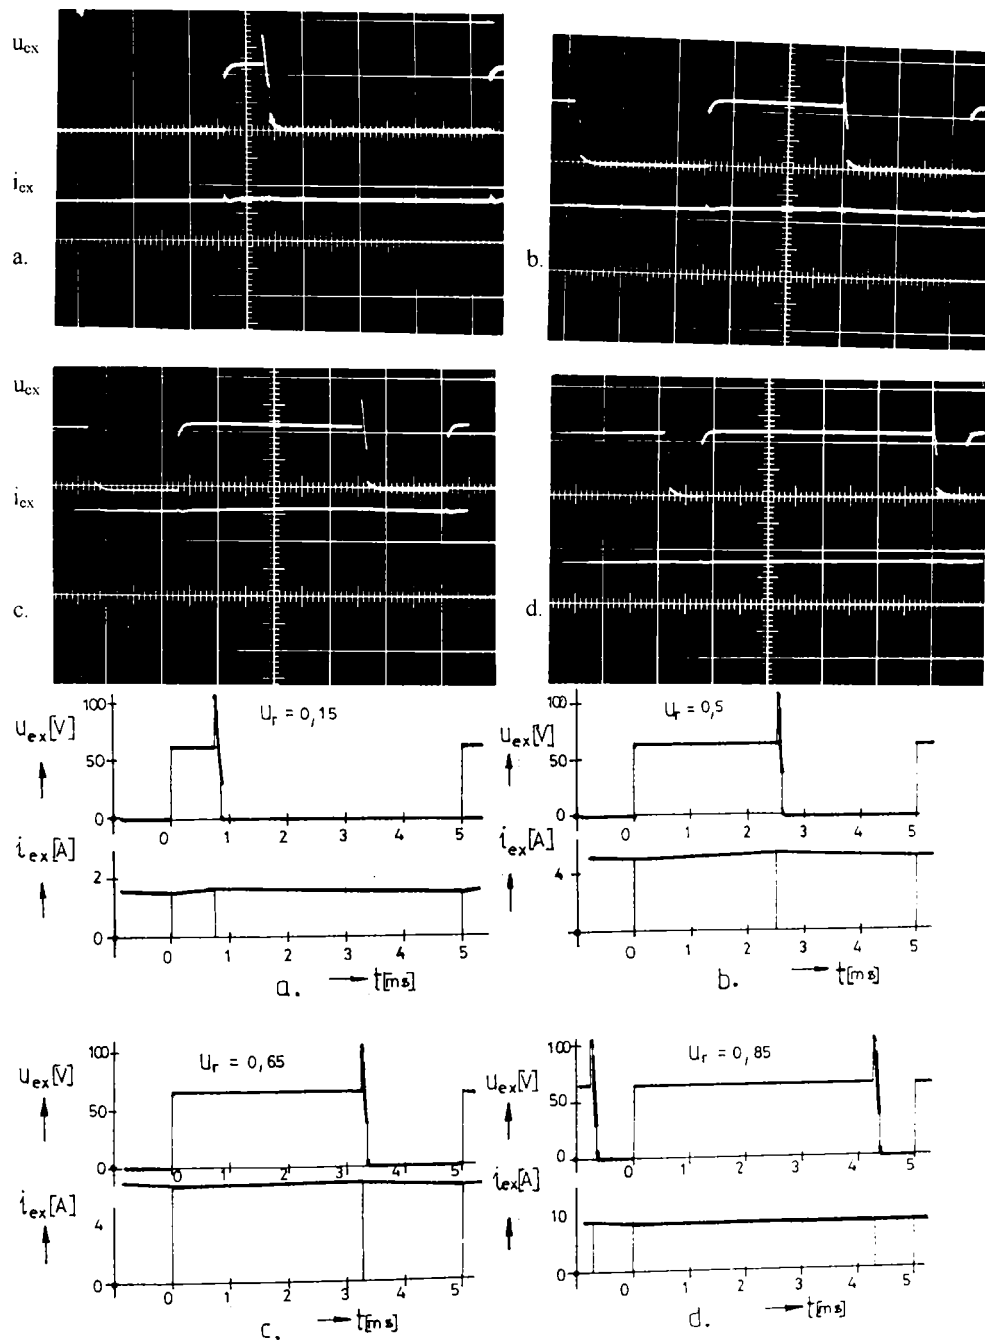 u_ex
i_ex
a.
b.
u_ex
i_ex
c.
d.
u_ex[V]
100
50
0
U_r = 0,15
0 1 2 3 4 5
i_ex[A]
2
0
0 1 2 3 4 5
a. t[ms]
u_ex[V]
100
50
0
U_r = 0,5
0 1 2 3 4 5
i_ex[A]
4
0 1 2 3 4 5
b. t[ms]
u_ex[V]
100
50
0
U_r = 0,65
0 1 2 3 4 5
i_ex[A]
4
0
0 1 2 3 4 5
c. t[ms]
u_ex[V]
100
50
0
U_r = 0,85
0 1 2 3 4 5
i_ex[A]
10
0
0 1 2 3 4 5
d. t[ms]